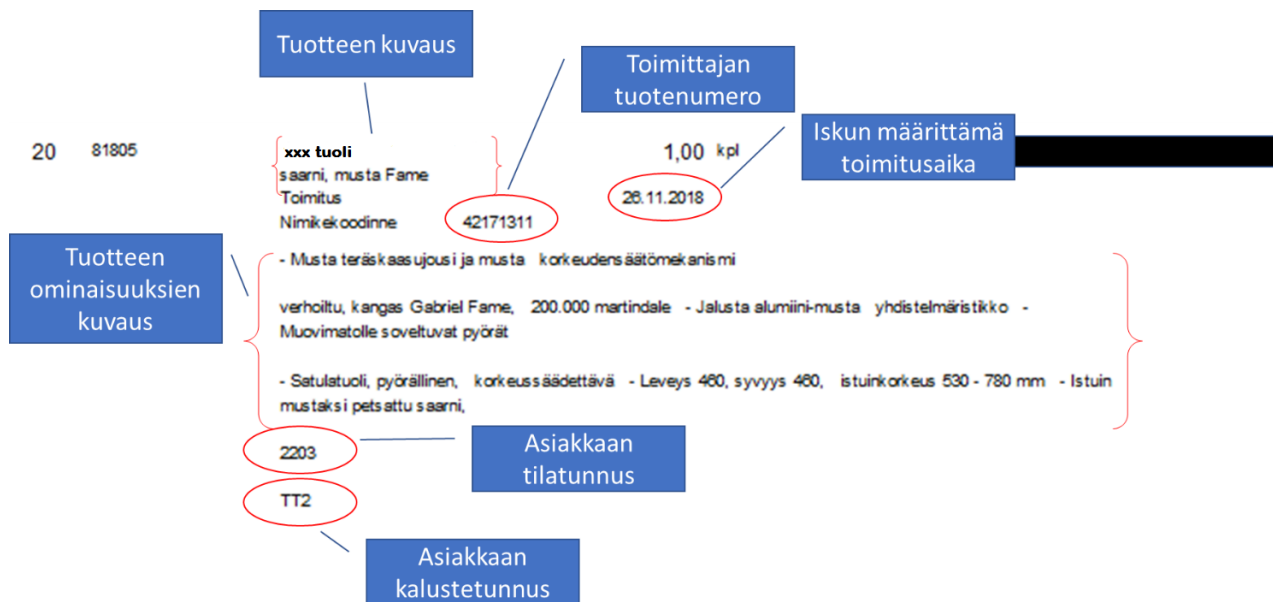 Tuotteen kuvaus
Toimittajan
tuotenumero
Iskun määrittämä
toimitusaika
20 81805 xxx tuoli 1,00 kpl
saarni, musta Fame
Toimitus 26.11.2018
Nimikekoodinne 42171311
Tuotteen
ominaisuuksien
kuvaus
- Musta teräskaasujousi ja musta korkeudensäätömekanismi
verhoiltu, kangas Gabriel Fame, 200.000 martindale - Jalusta alumiini-musta yhdistelmäristikko -
Muovimatolle soveltuvat pyörät
- Satulatuoli, pyörällinen, korkeussäädettävä - Leveys 460, syvyys 460, istuinkorkeus 530 - 780 mm - Istuin
mustaksi petsattu saarni,
2203
Asiakkaan
tilatunnus
TT2
Asiakkaan
kalustetunnus